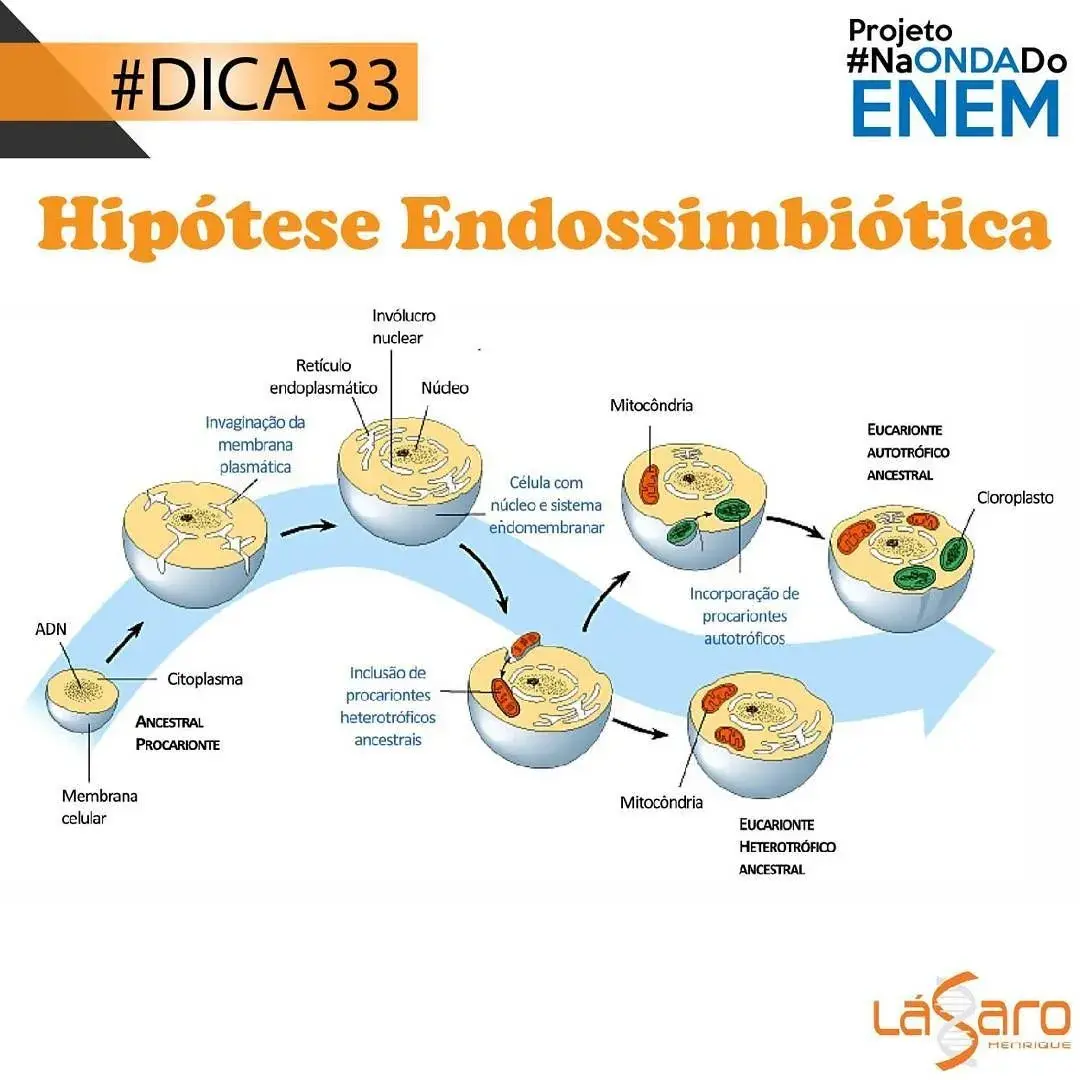 #DICA 33
Projeto
#NaONDADo
ENEM
Hipótese Endossimbiótica
Invólucro
nuclear
Retículo
endoplasmático
Núcleo
Invaginação da
membrana
plasmática
Célula com
núcleo e sistema
endomembranar
Mitocôndria
EUCARIONTE
AUTOTRÓFICO
ANCESTRAL
Cloroplasto
Incorporação de
procariontes
autotróficos
ADN
Citoplasma
ANCESTRAL
PROCARIONTE
Membrana
celular
Inclusão de
procariontes
heterotróficos
ancestrais
Mitocôndria
EUCARIONTE
HETEROTRÓFICO
ANCESTRAL
Lázaro
HENRIQUE